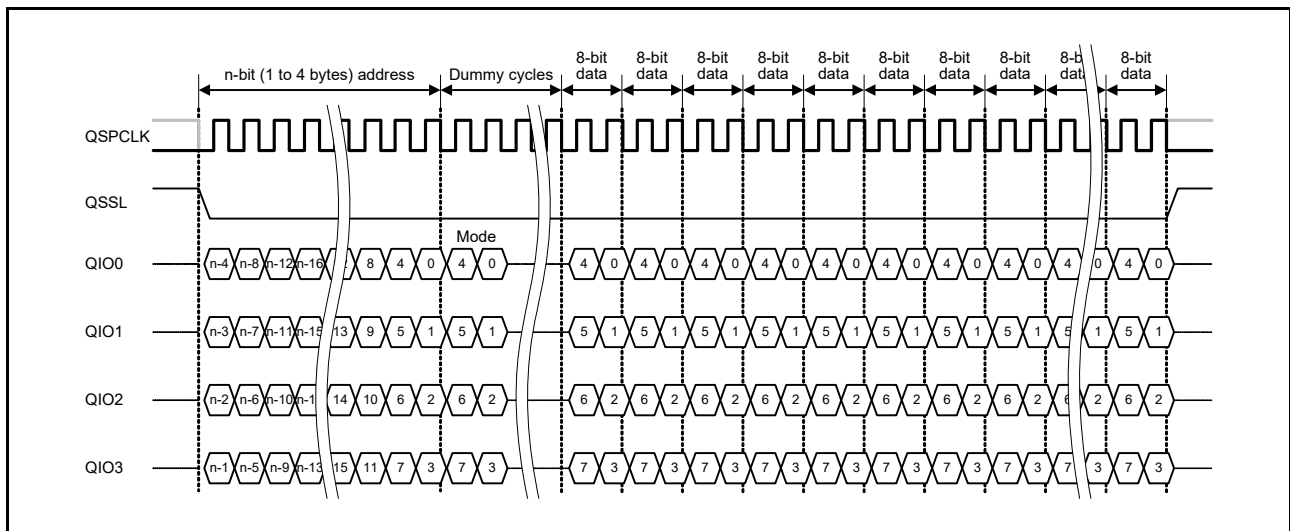 8-bit 8-bit 8-bit 8-bit 8-bit 8-bit 8-bit 8-bit 8-bit 8-bit
n-bit (1 to 4 bytes) address Dummy cycles data data data data data data data data data data
QSPCLK
QSSL
Mode
QIO0 n-4 n-8 n-12 n-16 8 4 0 4 0 4 0 4 0 4 0 4 0 4 0 4 0 4 0 4 0 4 0 4 0
QIO1 n-3 n-7 n-11 n-15 13 9 5 1 5 1 5 1 5 1 5 1 5 1 5 1 5 1 5 1 5 1 5 1 5 1
QIO2 n-2 n-6 n-10 14 10 6 2 6 2 6 2 6 2 6 2 6 2 6 2 6 2 6 2 6 2 6 2 6 2
QIO3 n-1 n-5 n-9 n-13 15 11 7 3 7 3 7 3 7 3 7 3 7 3 7 3 7 3 7 3 7 3 7 3 7 3